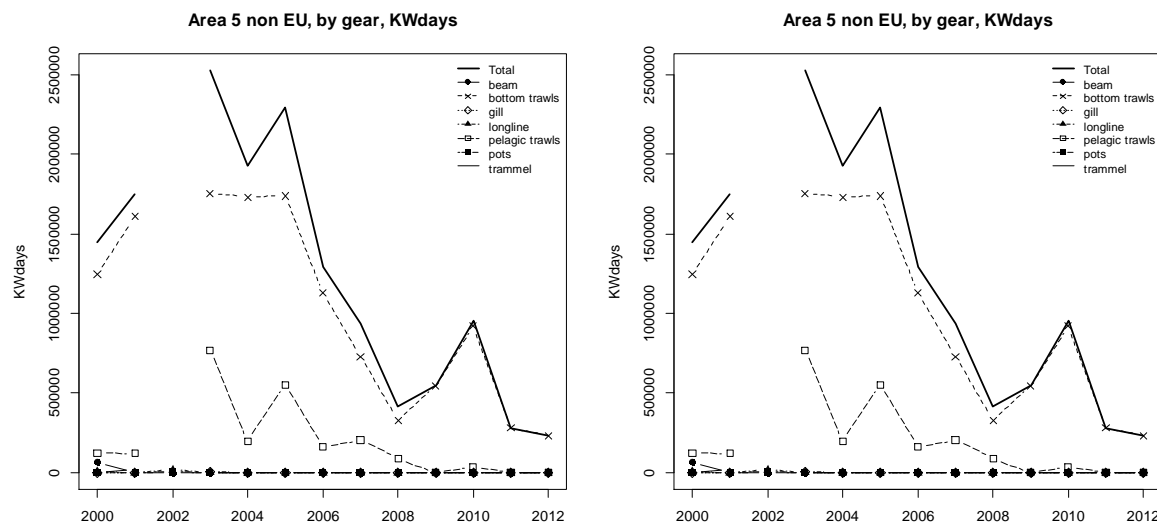 Area 5 non EU, by gear, KWdays
KWdays
2500000
2000000
1500000
1000000
500000
0
Total
beam
bottom trawls
gill
longline
pelagic trawls
pots
trammel
2000 2002 2004 2006 2008 2010 2012
Area 5 non EU, by gear, KWdays
KWdays
2500000
2000000
1500000
1000000
500000
0
Total
beam
bottom trawls
gill
longline
pelagic trawls
pots
trammel
2000 2002 2004 2006 2008 2010 2012